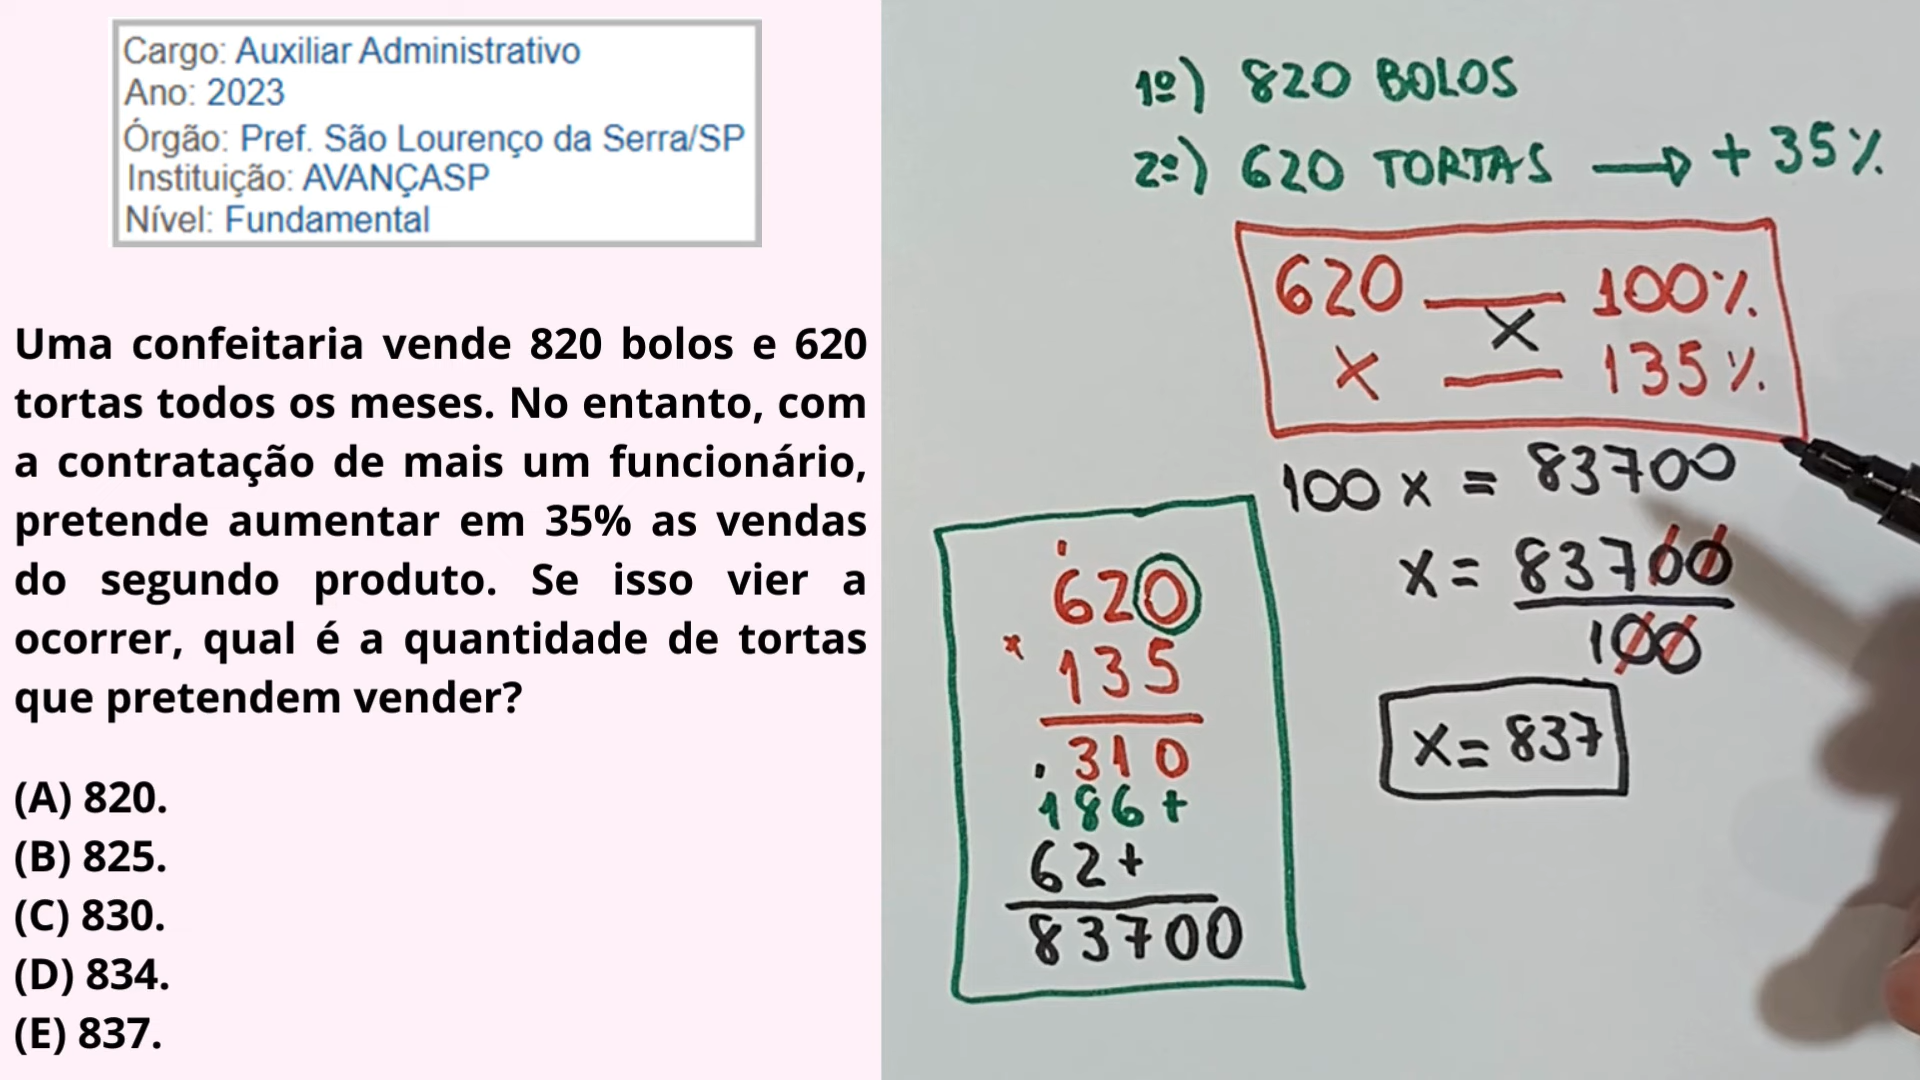 Cargo: Auxiliar Administrativo
Ano: 2023
Órgão: Pref. São Lourenço da Serra/SP
Instituição: AVANÇASP
Nível: Fundamental
Uma confeitaria vende 820 bolos e 620
tortas todos os meses. No entanto, com
a contratação de mais um funcionário,
pretende aumentar em 35% as vendas
do segundo produto. Se isso vier a
ocorrer, qual é a quantidade de tortas
que pretendem vender?
(A) 820.
(B) 825.
(C) 830.
(D) 834.
(E) 837.
1º) 820 BOLOS
2º) 620 TORTAS → + 35%
620 — 100%
X
x — 135%
100 x = 83700
x = 83700
100
x = 837
620
x 135
310
186+
62+
83700